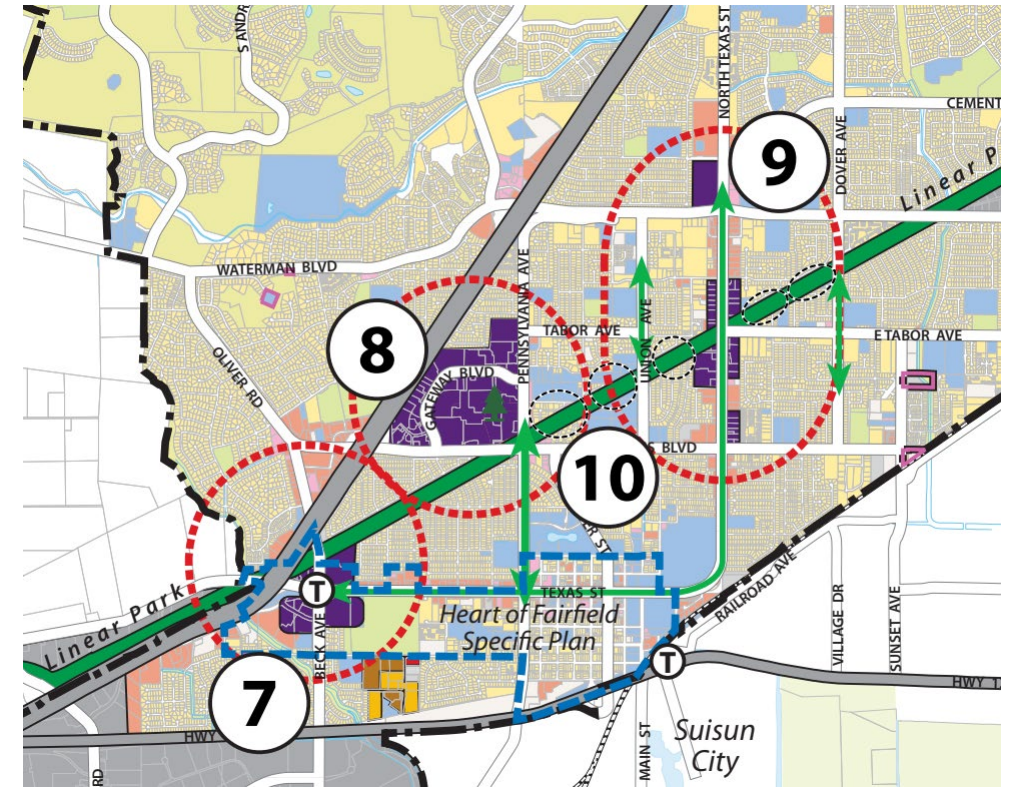 S ANDR
NORTH TEXAS ST
CEMENT
9
DOVER AVE
Linear P
WATERMAN BLVD
PENNSYLVANIA AVE
8
TABOR AVE
UNION AVE
E TABOR AVE
OLIVER RD
GATEWAY BLVD
10
S BLVD
R ST
T
TEXAS ST
RAILROAD AVE
Linear Park
Heart of Fairfield
Specific Plan
BECK AVE
VILLAGE DR
SUNSET AVE
T
7
HWY 1
HWY
Suisun
City
MAIN ST
RD